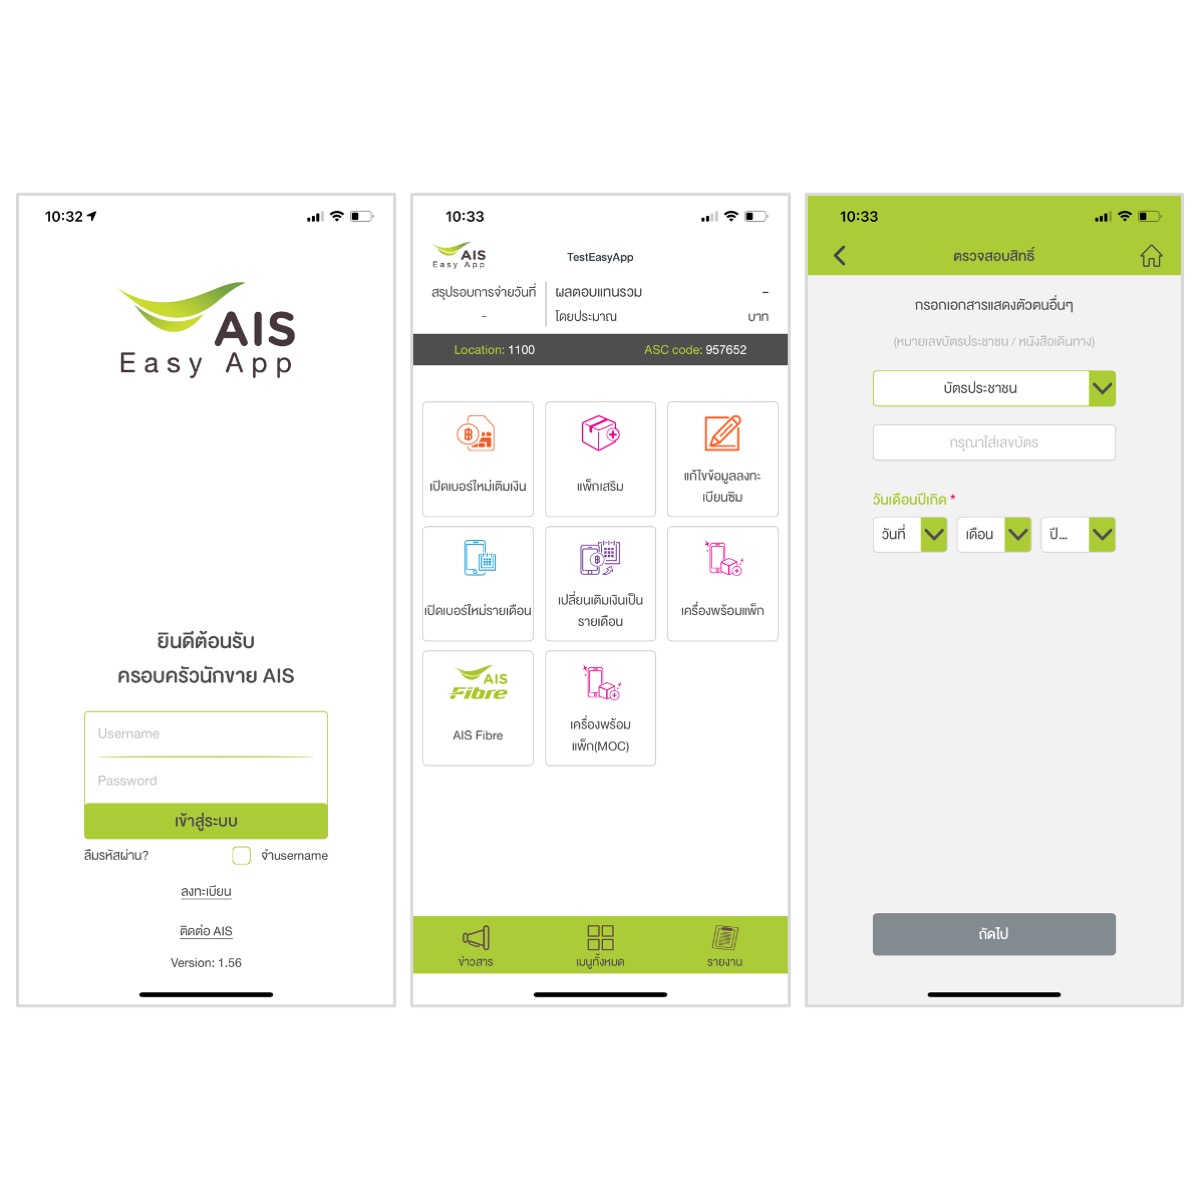 10:32
AIS
Easy App
ยินดีต้อนรับ
ครอบครัวนักขาย AIS
Username
Password
เข้าสู่ระบบ
ลืมรหัสผ่าน?
จำusername
ลงทะเบียน
ติดต่อ AIS
Version: 1.56
10:33
AIS
Easy App
TestEasyApp
สรุปรอบการจ่ายวันที่
-
ผลตอบแทนรวม -
โดยประมาณ บาท
Location: 1100
ASC code: 957652
เปิดเบอร์ใหม่เติมเงิน
แพ็กเสริม
แก้ไขข้อมูลลงทะ
เบียนซิม
เปิดเบอร์ใหม่รายเดือน
เปลี่ยนเติมเงินเป็น
รายเดือน
เครื่องพร้อมแพ็ก
AIS
Fibre
AIS Fibre
เครื่องพร้อม
แพ็ก(MOC)
ข่าวสาร
เมนูทั้งหมด
รายงาน
10:33
ตรวจสอบสิทธิ์
กรอกเอกสารแสดงตัวตนอื่นๆ
(หมายเลขบัตรประชาชน / หนังสือเดินทาง)
บัตรประชาชน
กรุณาใส่เลขบัตร
วันเดือนปีเกิด *
วันที่
เดือน
ปี...
ถัดไป